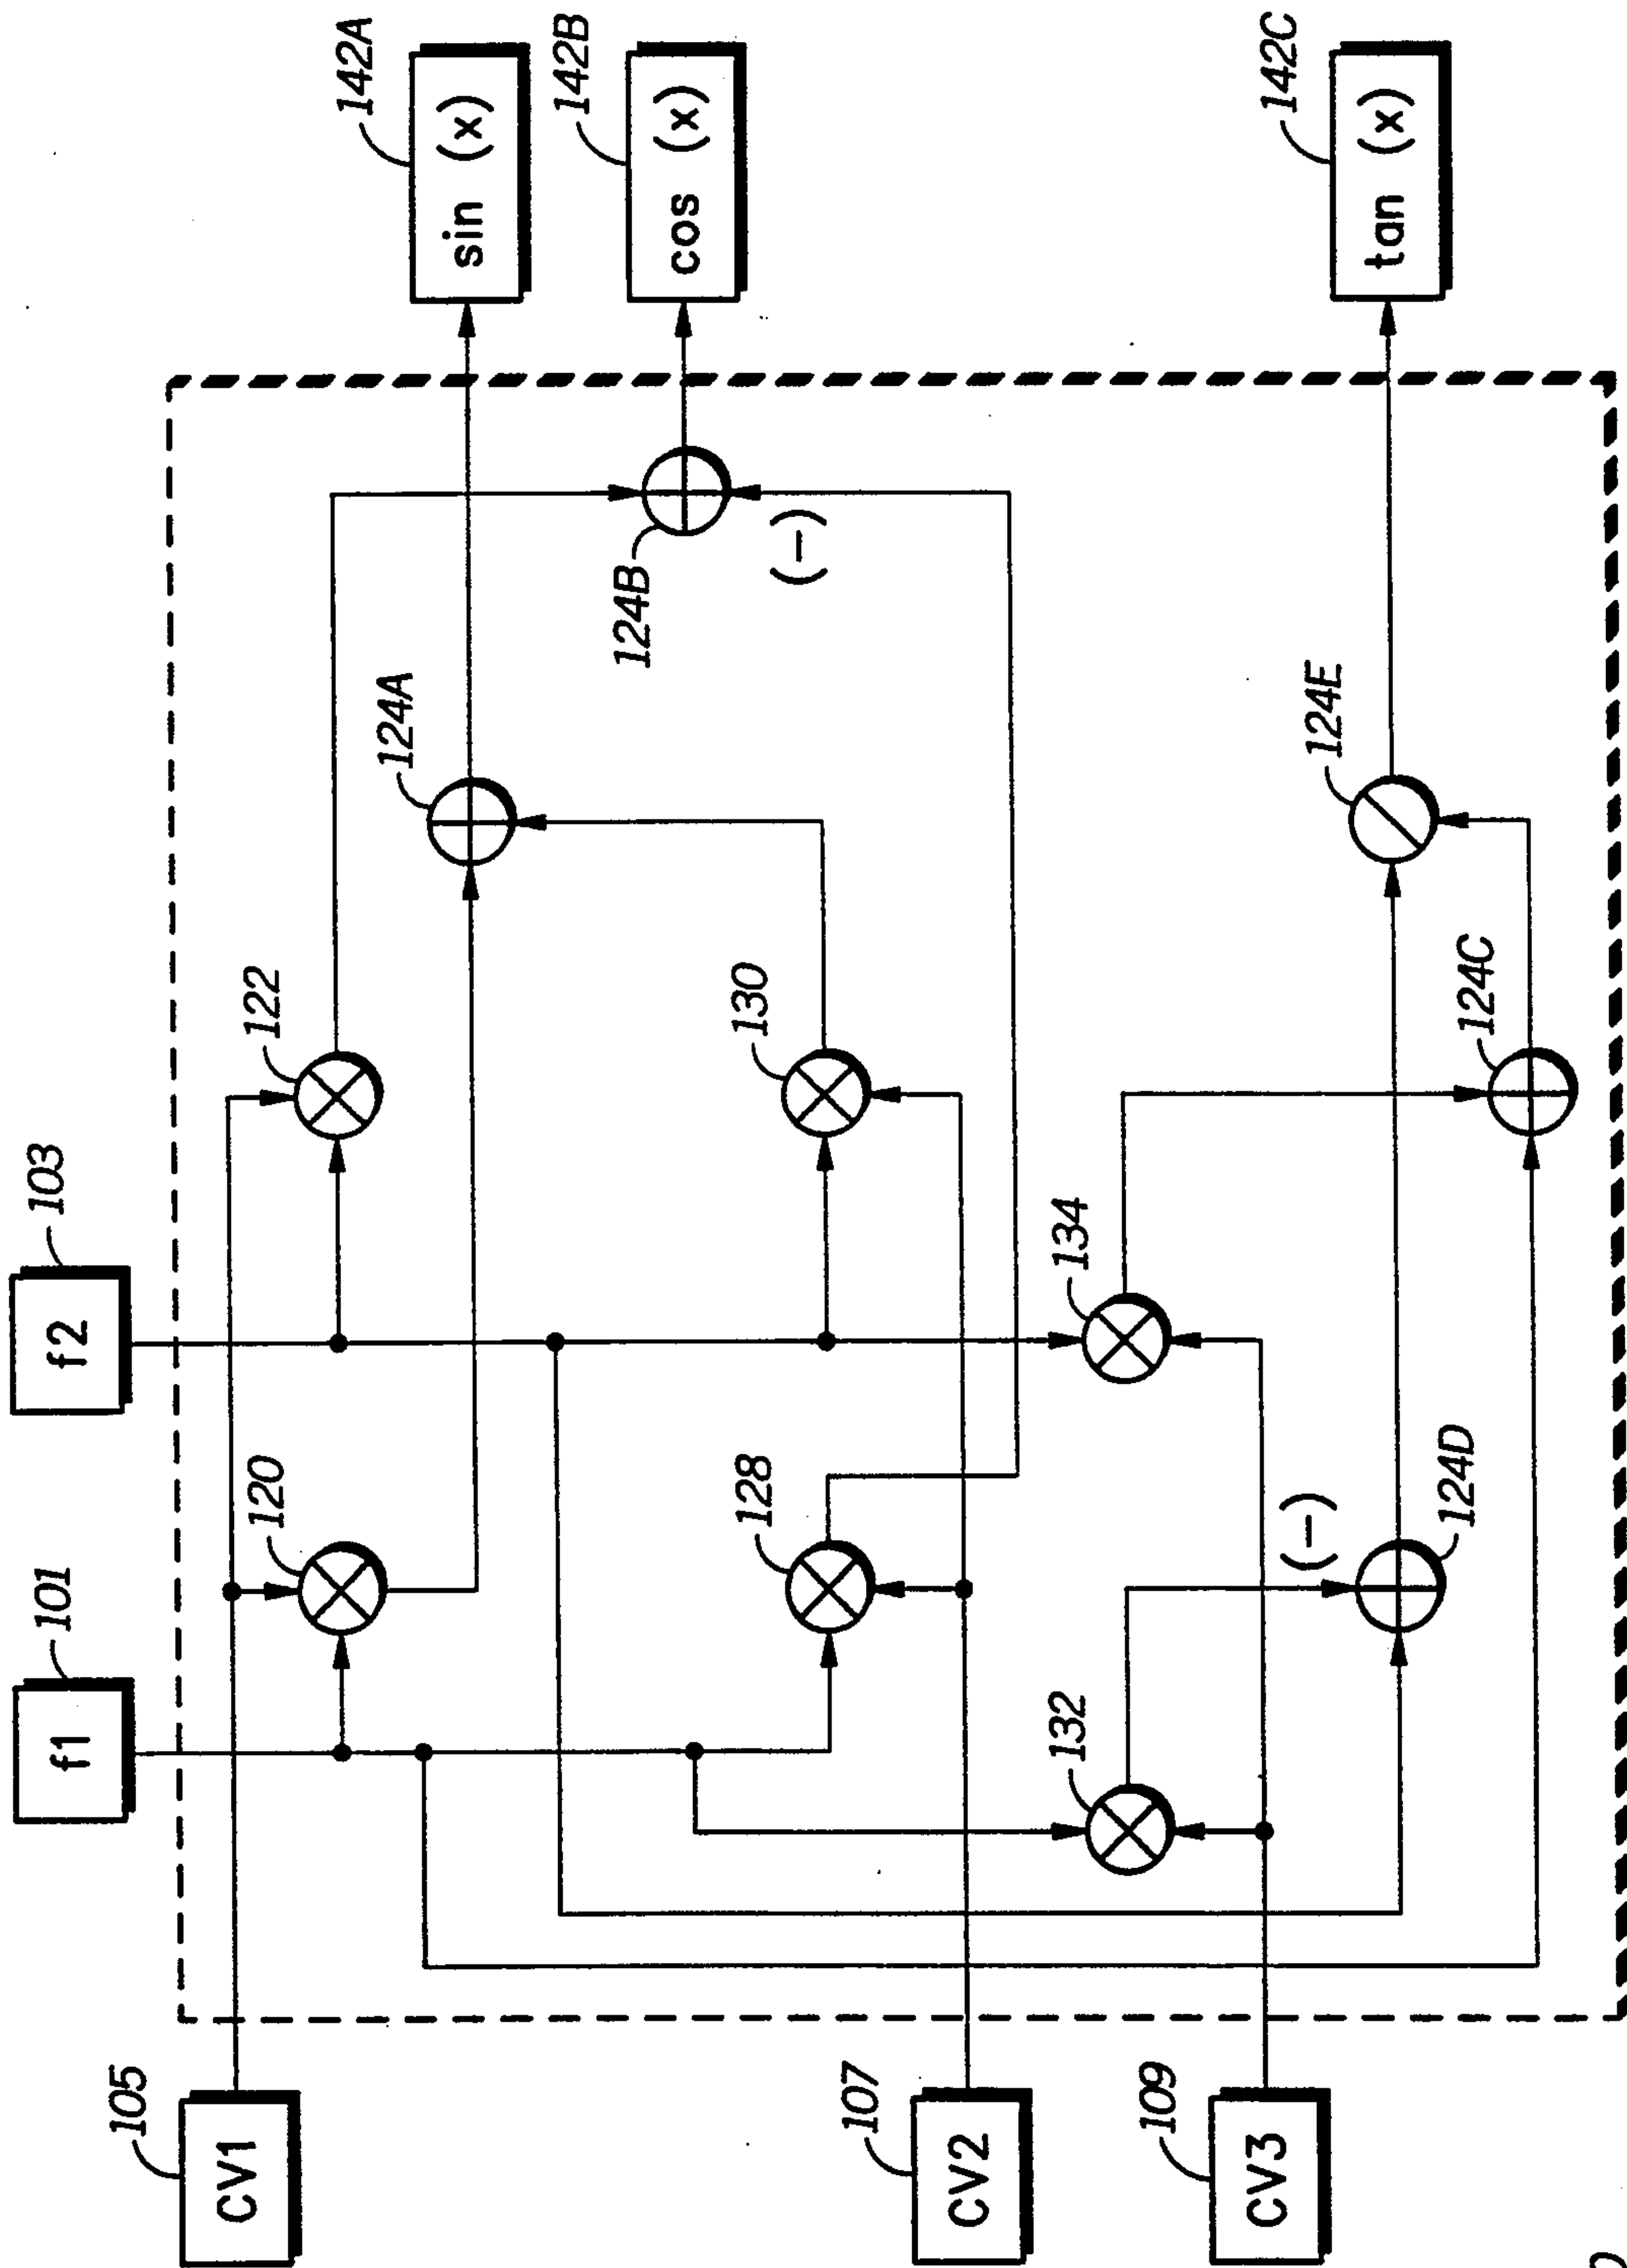 101
f1
103
f2
105
CV1
107
CV2
109
CV3
120
122
124A
142A
sin (x)
124B
(-)
142B
cos (x)
128
130
132
134
(-)
124D
124C
124E
142C
tan (x)